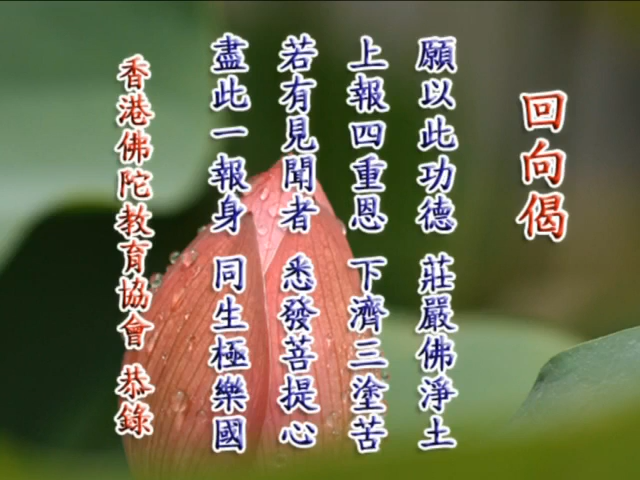 回向偈
願以此功德 莊嚴佛淨土
上報四重恩 下濟三塗苦
若有見聞者 悉發菩提心
盡此一報身 同生極樂國
香港佛陀教育協會 恭錄